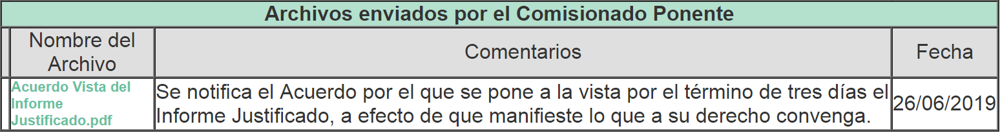 Archivos enviados por el Comisionado Ponente
Nombre del
Archivo
Comentarios
Fecha
Acuerdo Vista del
Informe
Justificado.pdf
Se notifica el Acuerdo por el que se pone a la vista por el término de tres días el
Informe Justificado, a efecto de que manifieste lo que a su derecho convenga.
26/06/2019